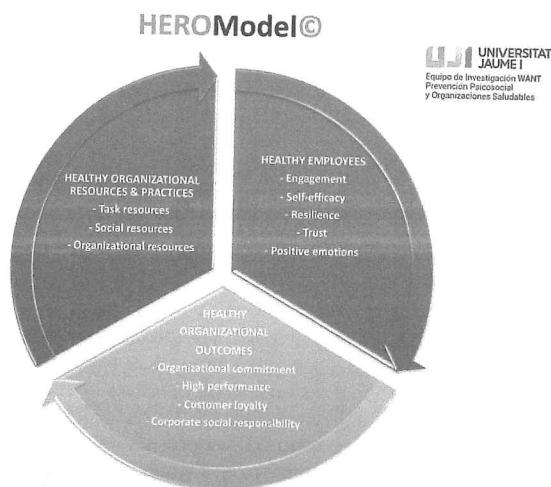 HEROModel©
UJI UNIVERSITAT
JAUME I
Equipo de Investigación WANT
Prevención Psicosocial
y Organizaciones Saludables
HEALTHY ORGANIZATIONAL
RESOURCES & PRACTICES
- Task resources
- Social resources
- Organizational resources
HEALTHY EMPLOYEES
- Engagement
- Self-efficacy
- Resilience
- Trust
- Positive emotions
HEALTHY
ORGANIZATIONAL
OUTCOMES
- Organizational commitment
- High performance
- Customer loyalty
- Corporate social responsibility